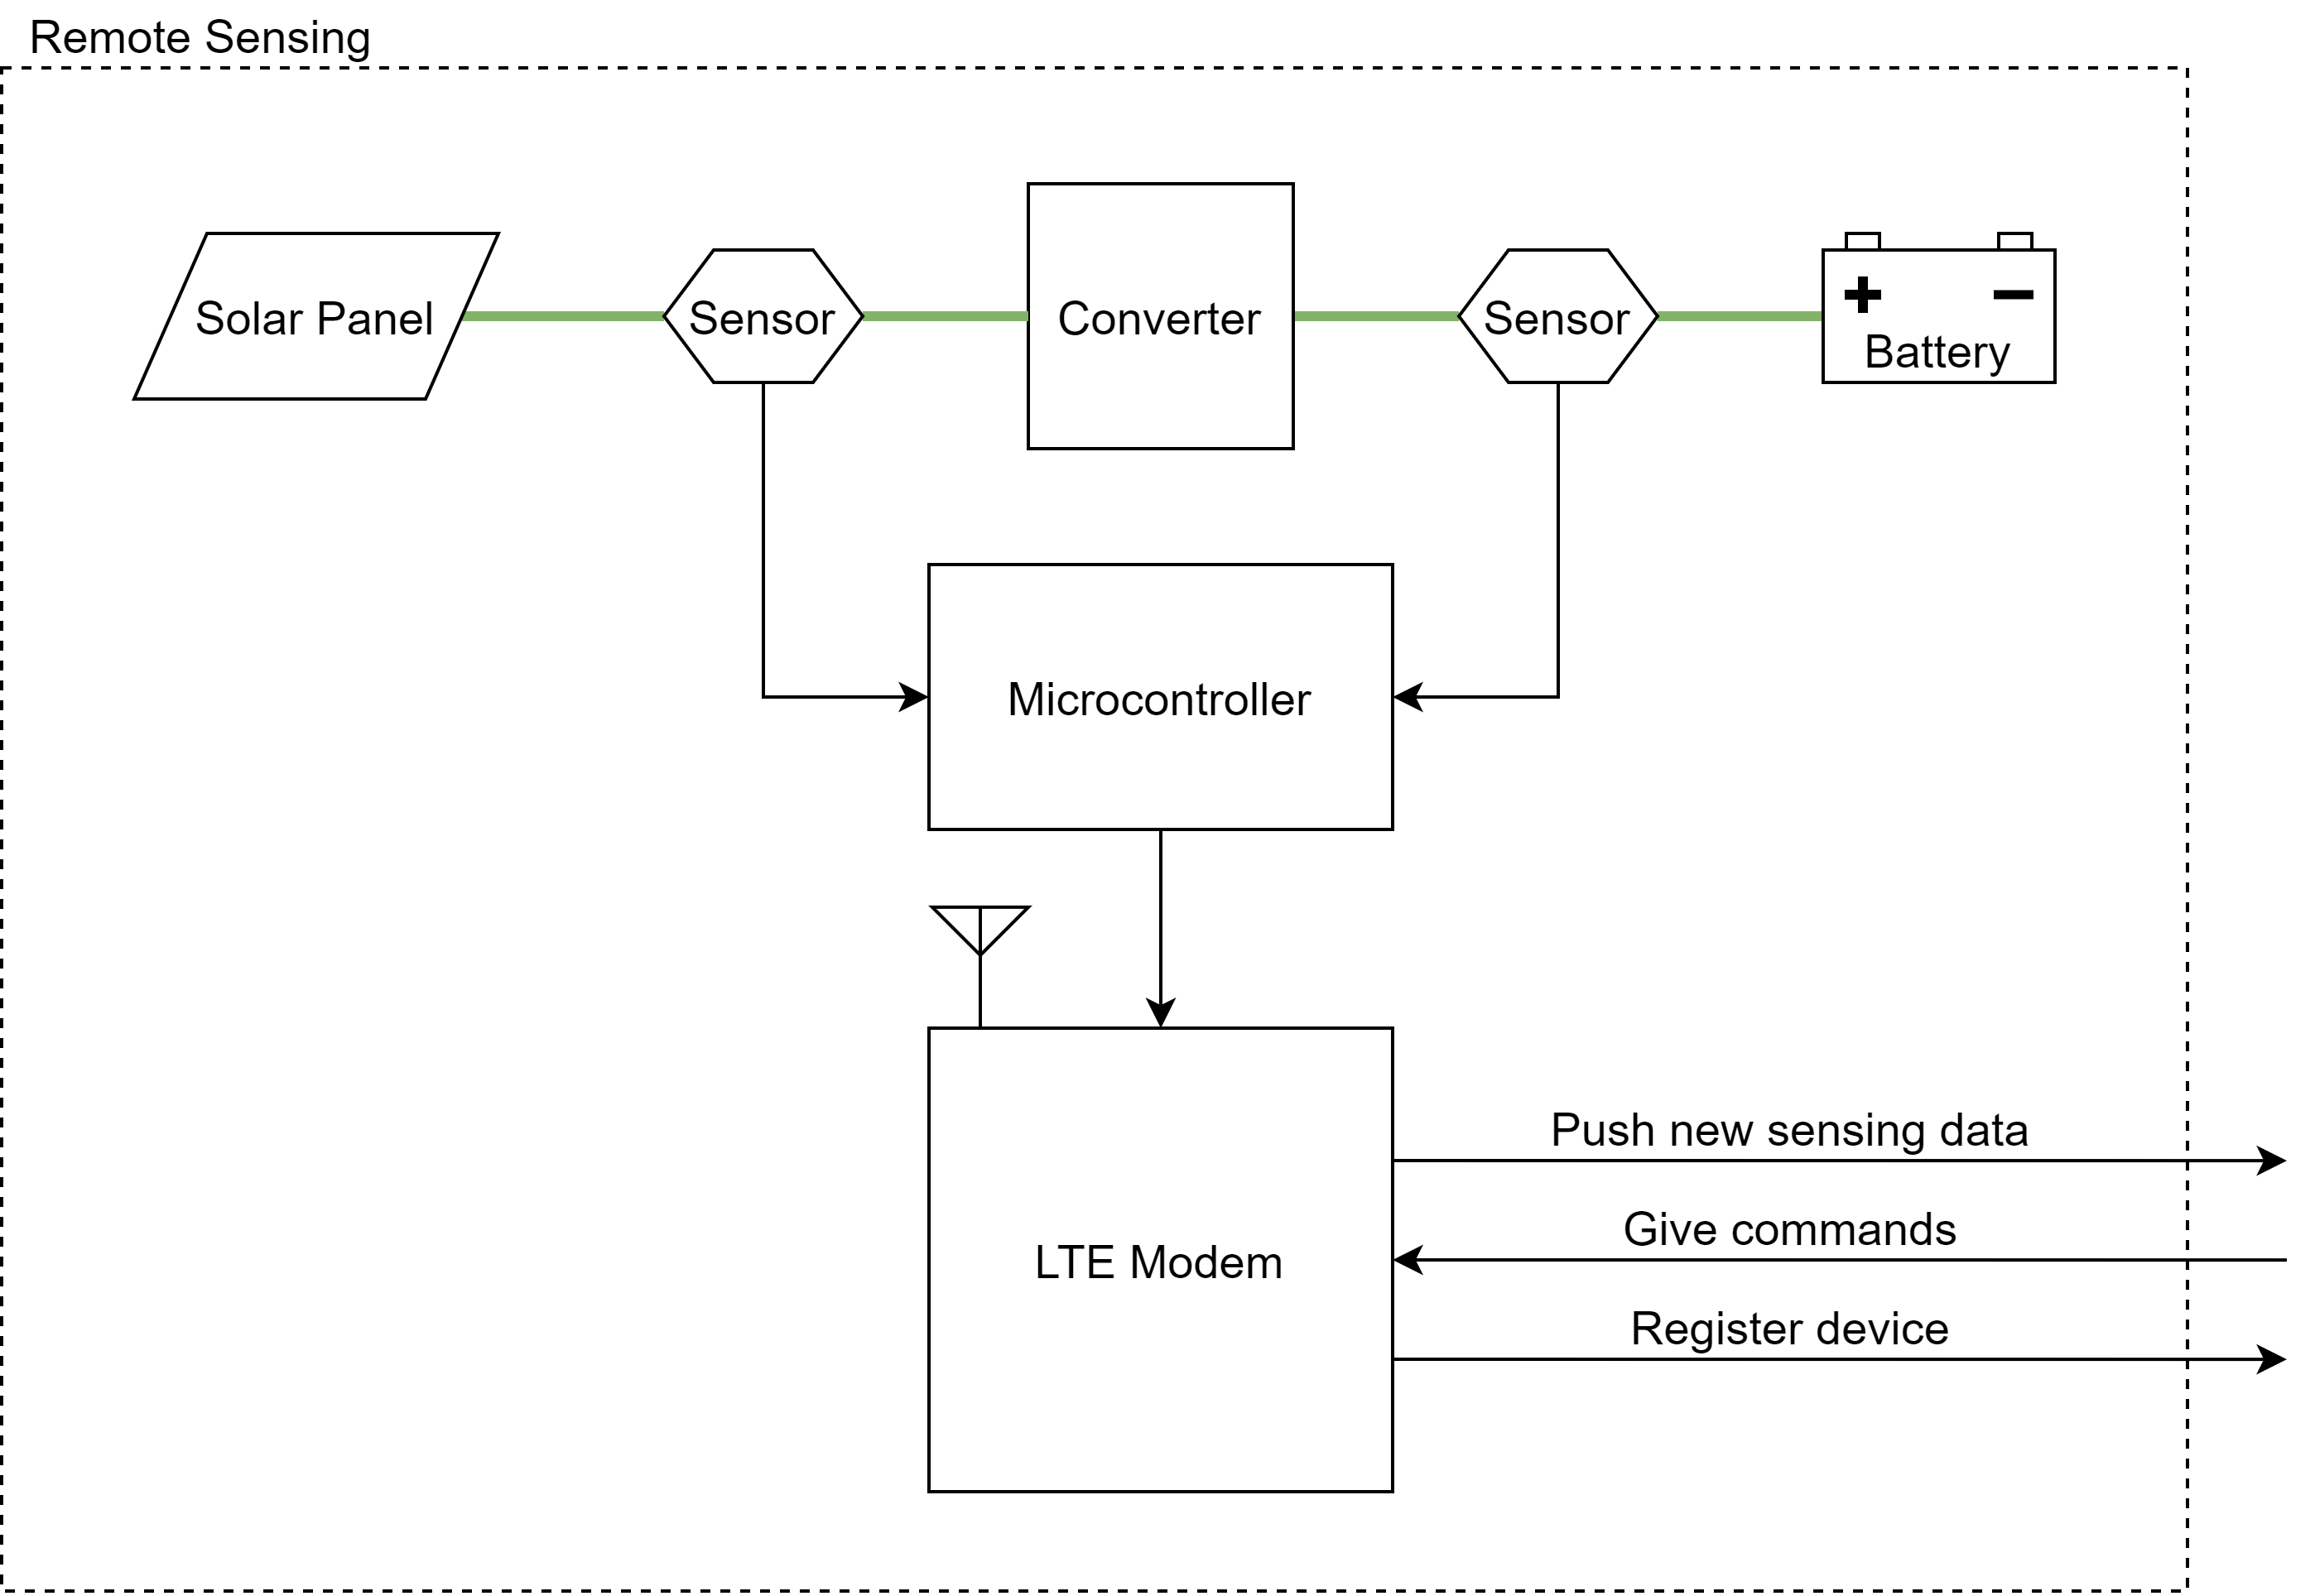 Remote Sensing
Solar Panel
Sensor
Converter
Sensor
Battery
Microcontroller
LTE Modem
Push new sensing data
Give commands
Register device